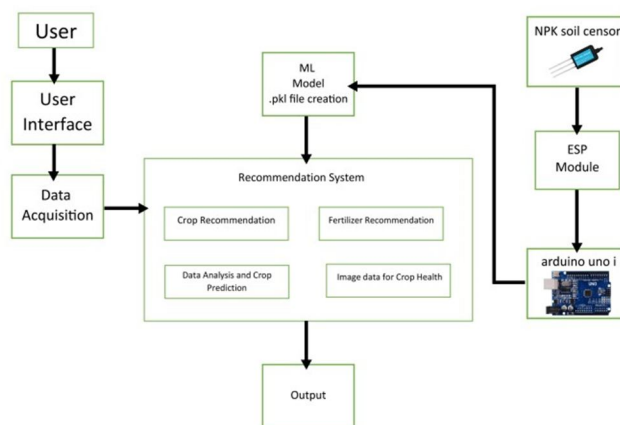 User
User
Interface
Data
Acquisition
ML
Model
.pkl file creation
Recommendation System
Crop Recommendation
Fertilizer Recommendation
Data Analysis and Crop
Prediction
Image data for Crop Health
Output
NPK soil censor
ESP
Module
arduino uno i